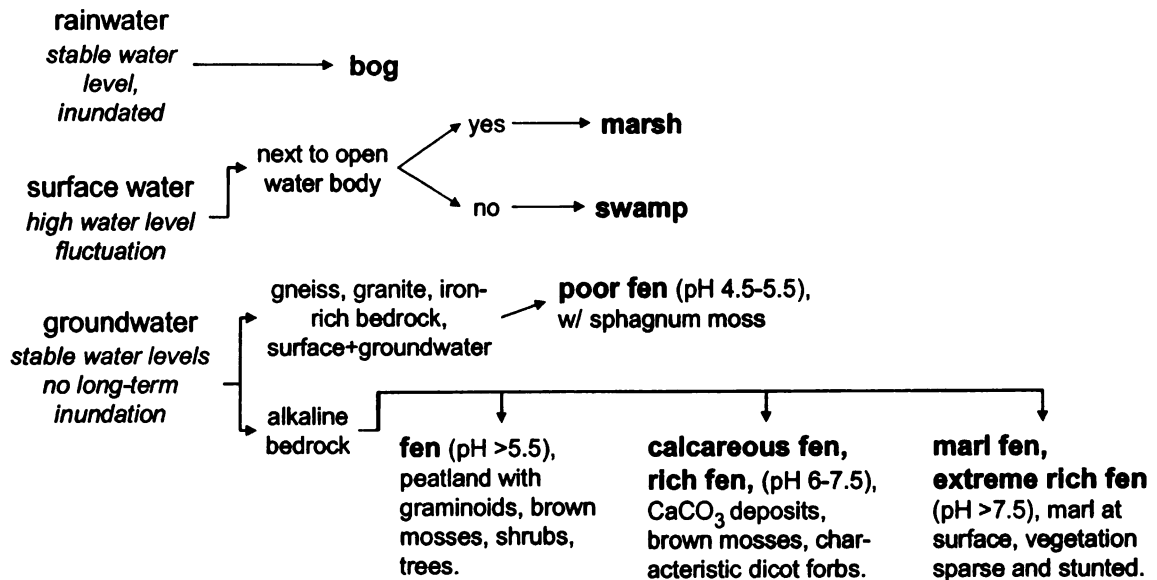 rainwater
stable water
level,
inundated
bog
surface water
high water level
fluctuation
next to open
water body
yes
marsh
no
swamp
groundwater
stable water levels
no long-term
inundation
gneiss, granite, iron-
rich bedrock,
surface+groundwater
poor fen (pH 4.5-5.5),
w/ sphagnum moss
alkaline
bedrock
fen (pH >5.5),
peatland with
graminoids, brown
mosses, shrubs,
trees.
calcareous fen,
rich fen, (pH 6-7.5),
CaCO3 deposits,
brown mosses, char-
acteristic dicot forbs.
marl fen,
extreme rich fen
(pH >7.5), marl at
surface, vegetation
sparse and stunted.